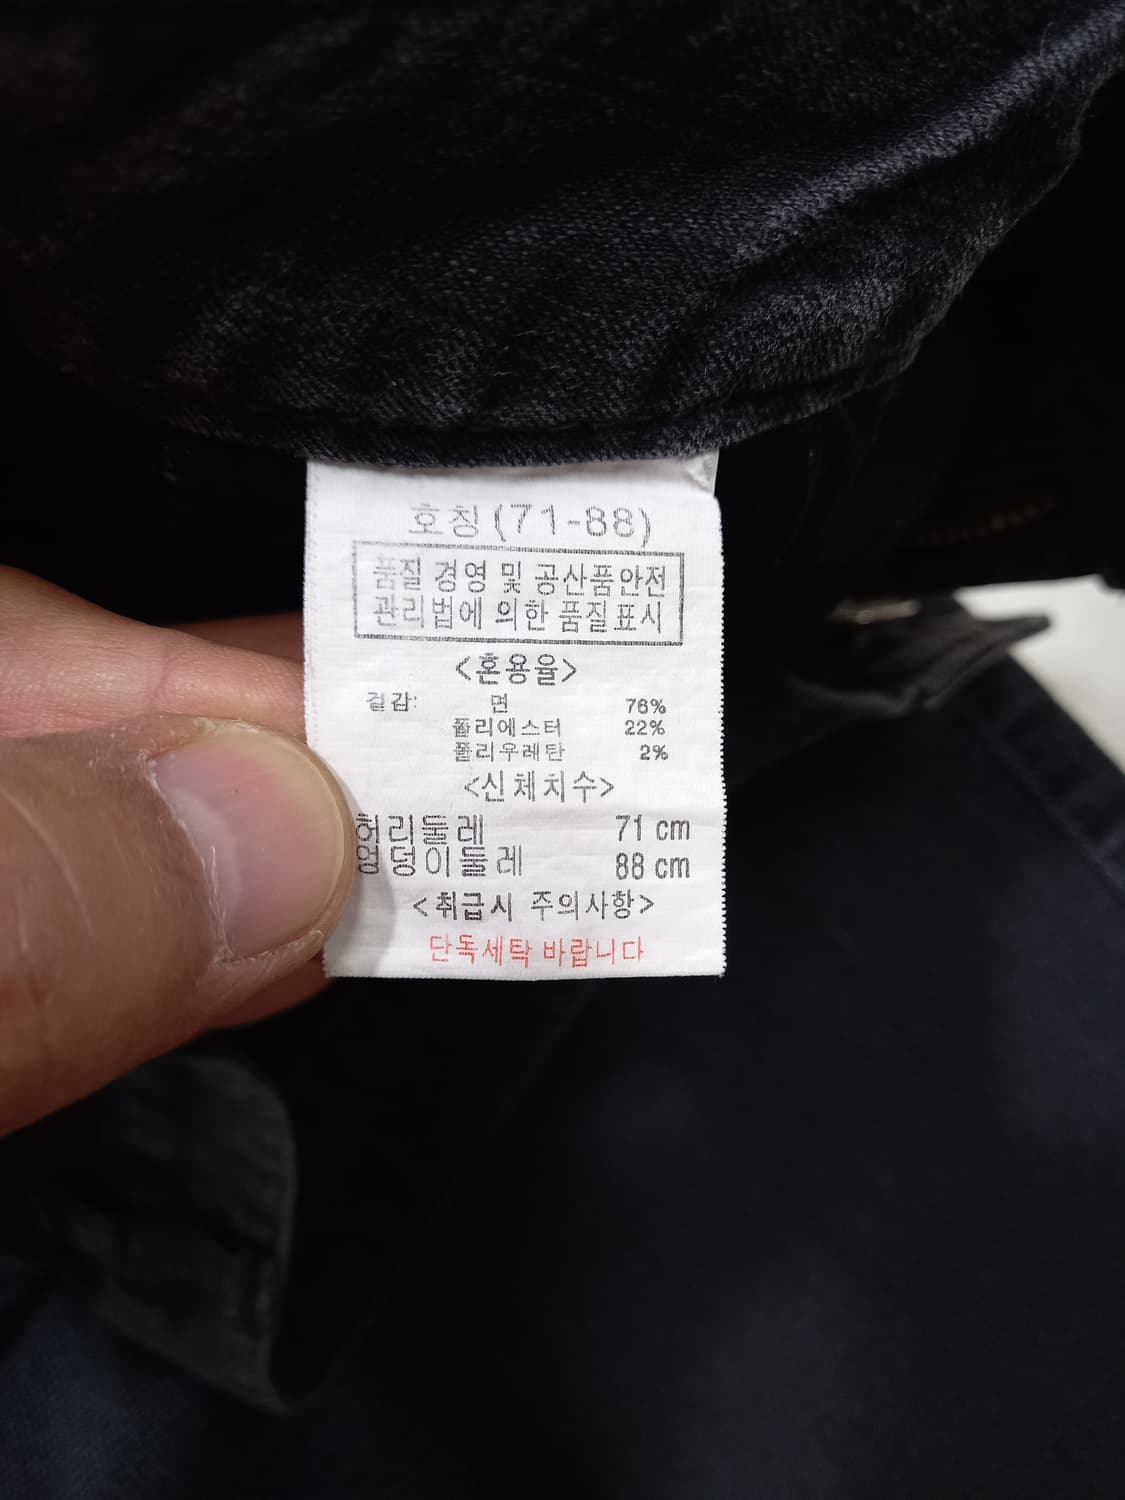 호칭(71-88)
품질 경영 및 공산품안전
관리법에 의한 품질표시
<혼용율>
겉감: 면 76%
폴리에스터 22%
폴리우레탄 2%
<신체치수>
허리둘레 71 cm
엉덩이둘레 88 cm
<취급시 주의사항>
단독세탁 바랍니다